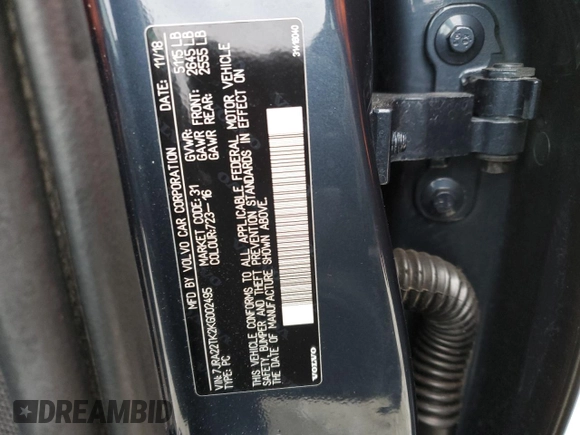 MFD BY VOLVO CAR CORPORATION
DATE: 11/18
GVWR: 5115 LB
MARKET CODE: 31
GAWR FRONT: 2645 LB
COLOUR:723--16
GAWR REAR: 2555 LB
VIN: 7JRA22TK2KG002495
TYPE: PC
THIS VEHICLE CONFORMS TO ALL APPLICABLE FEDERAL MOTOR VEHICLE
SAFETY, BUMPER AND THEFT PREVENTION STANDARDS IN EFFECT ON
THE DATE OF MANUFACTURE SHOWN ABOVE.
VOLVO
31418040
DREAMBID